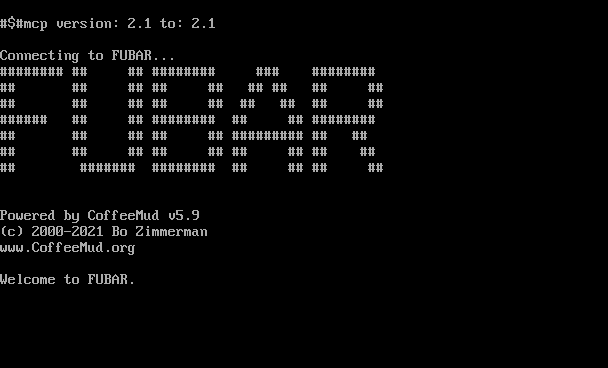 #$#mcp version: 2.1 to: 2.1
Connecting to FUBAR...
FUBAR
Powered by CoffeeMud v5.9
(c) 2000-2021 Bo Zimmerman
www.CoffeeMud.org
Welcome to FUBAR.